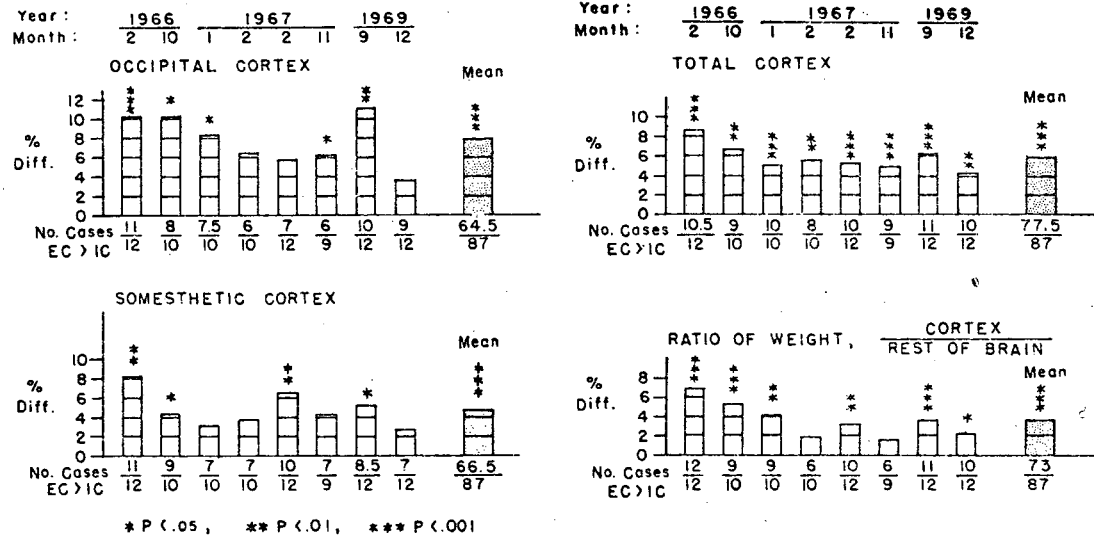 Year: 1966 1967 1969
Month: 2 10 1 2 2 11 9 12
OCCIPITAL CORTEX
Mean
*** * * * ** ***
12
10
8
6
4
2
0
% Diff.
No. Cases EC > IC
11/12 8/10 7.5/10 6/10 7/12 6/9 10/12 9/12 64.5/87
Year: 1966 1967 1969
Month: 2 10 1 2 2 11 9 12
TOTAL CORTEX
Mean
*** ** *** ** *** *** *** ** ***
10
8
6
4
2
0
% Diff.
No. Cases EC > IC
10.5/12 9/10 10/10 8/10 10/12 9/9 11/12 10/12 77.5/87
SOMESTHETIC CORTEX
Mean
** * ** * ***
10
8
6
4
2
0
% Diff.
No. Cases EC > IC
11/12 9/10 7/10 7/10 10/12 7/9 8.5/12 7/12 66.5/87
RATIO OF WEIGHT, CORTEX / REST OF BRAIN
Mean
*** *** ** ** *** * ***
8
6
4
2
0
% Diff.
No. Cases EC > IC
12/12 9/10 9/10 6/10 10/12 6/9 11/12 10/12 73/87
* P < .05, ** P < .01, *** P < .001